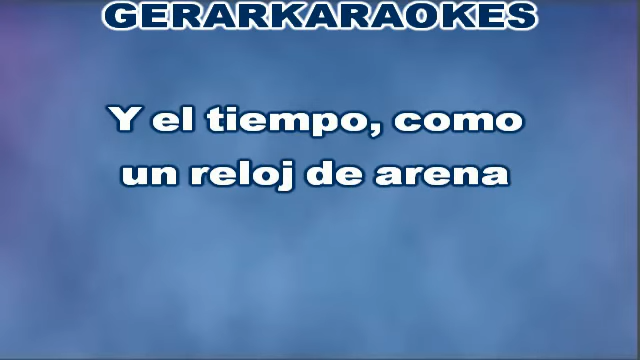 GERARKARAOKES
Y el tiempo, como
un reloj de arena